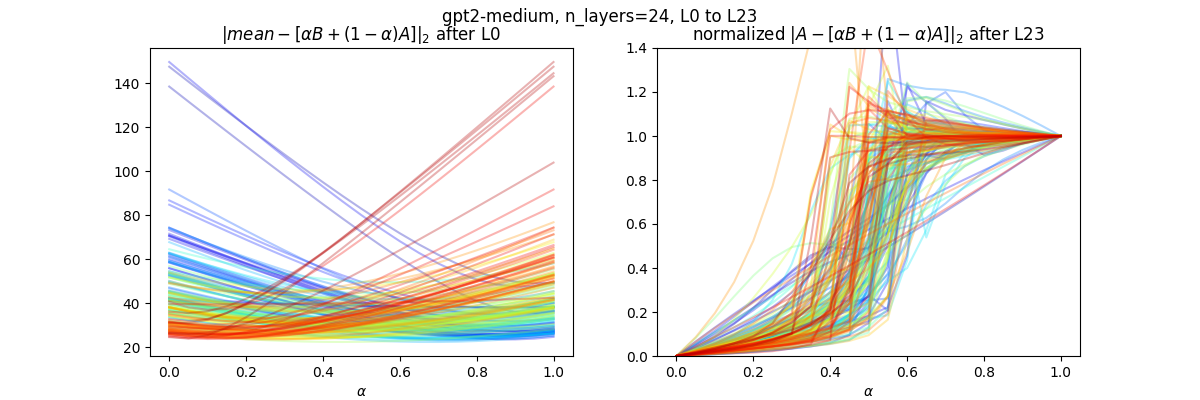 gpt2-medium, n_layers=24, L0 to L23
|mean − [αB + (1 − α)A]|₂ after L0
normalized |A − [αB + (1 − α)A]|₂ after L23
140
120
100
80
60
40
20
0.0 0.2 0.4 0.6 0.8 1.0
α
1.4
1.2
1.0
0.8
0.6
0.4
0.2
0.0
0.0 0.2 0.4 0.6 0.8 1.0
α